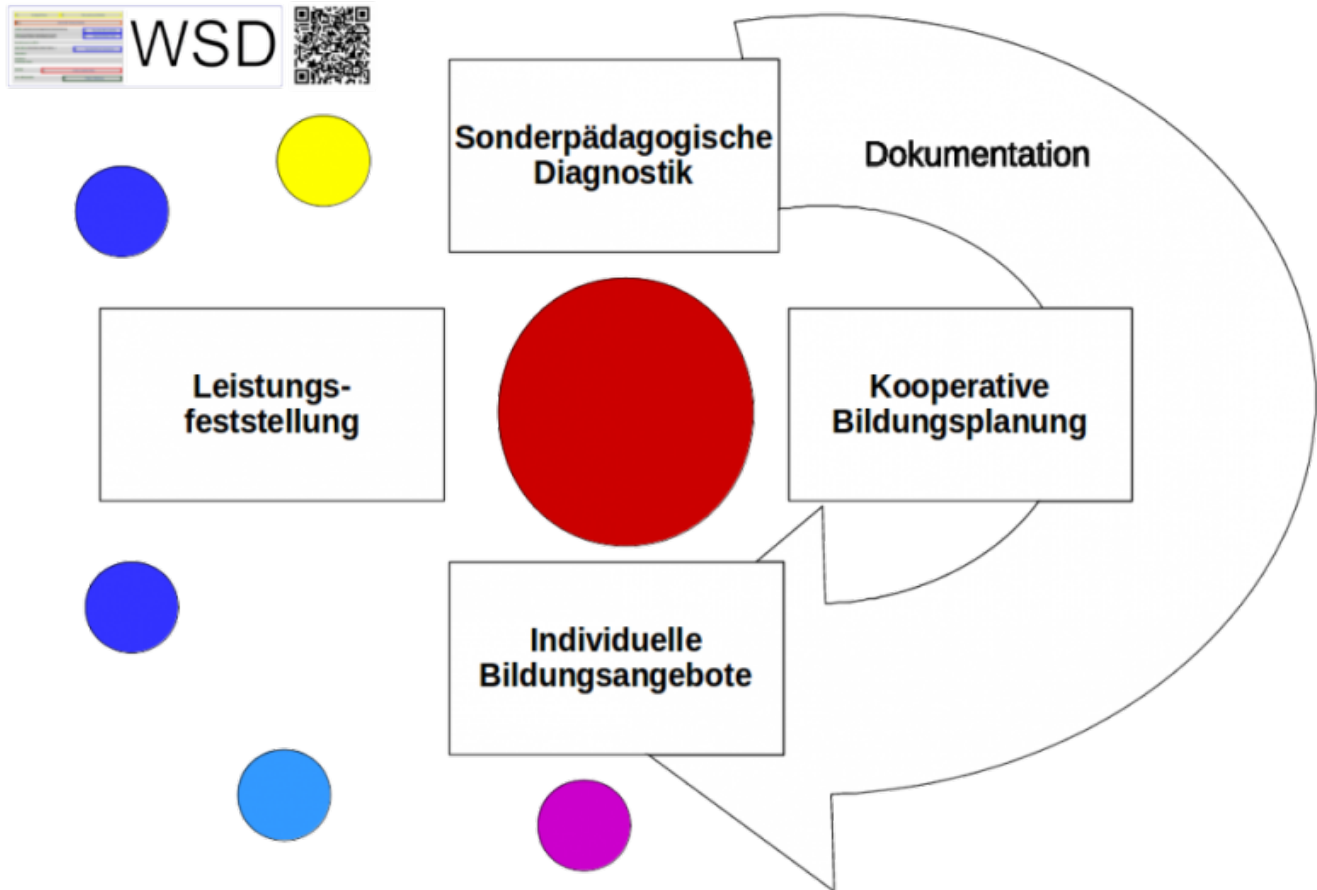 WSD
Sonderpädagogische
Diagnostik
Dokumentation
Leistungs-
feststellung
Kooperative
Bildungsplanung
Individuelle
Bildungsangebote